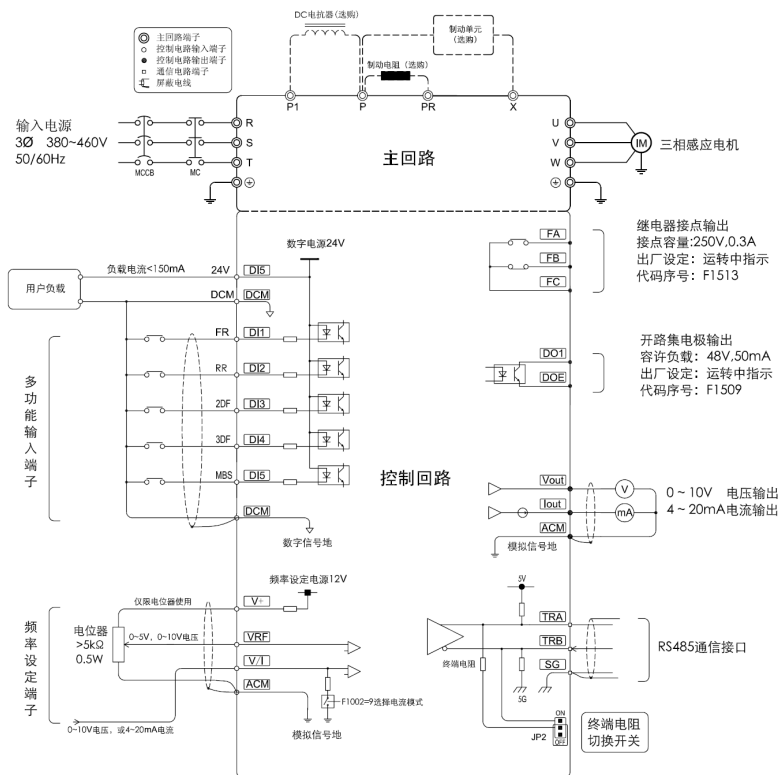 DC电抗器(选购)
制动单元
(选购)
制动电阻(选购)
主回路端子
控制电路输入端子
控制电路输出端子
通信电路端子
屏蔽电线
P1
P
PR
X
输入电源
3Ø 380~460V
50/60Hz
MCCB
MC
R
S
T
主回路
U
V
W
IM
三相感应电机
数字电源24V
用户负载
负载电流<150mA
24V
DI5
DCM
DCM
多功能输入端子
FR
DI1
RR
DI2
2DF
DI3
3DF
DI4
MBS
DI5
DCM
数字信号地
控制回路
FA
FB
FC
继电器接点输出
接点容量:250V,0.3A
出厂设定：运转中指示
代码序号：F1513
DO1
DOE
开路集电极输出
容许负载：48V,50mA
出厂设定：运转中指示
代码序号：F1509
Vout
Iout
ACM
模拟信号地
V
mA
0~10V 电压输出
4~20mA电流输出
频率设定端子
电位器
>5kΩ
0.5W
仅限电位器使用
频率设定电源12V
V+
0~5V，0~10V电压
VRF
V/I
ACM
F1002=9选择电流模式
模拟信号地
0~10V电压，或4~20mA电流
5V
TRA
TRB
SG
终端电阻
5G
RS485通信接口
ON
OFF
JP2
终端电阻
切换开关